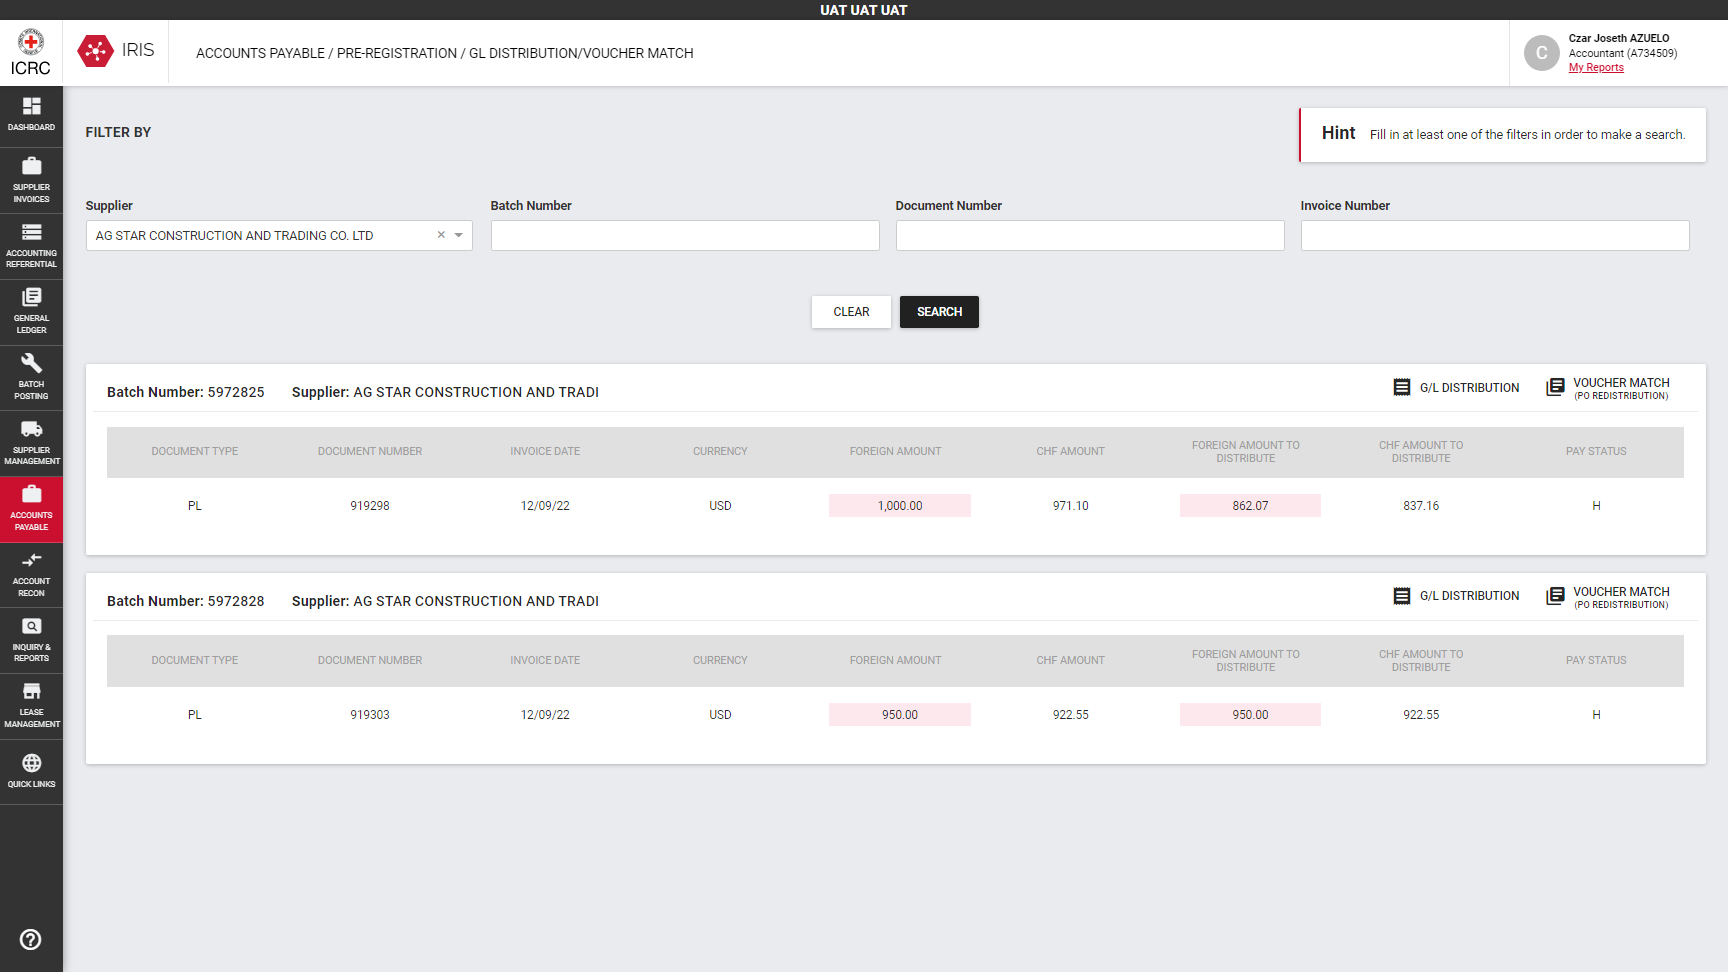 UAT UAT UAT
ICRC
IRIS
ACCOUNTS PAYABLE / PRE-REGISTRATION / GL DISTRIBUTION/VOUCHER MATCH
C
Czar Joseth AZUELO
Accountant (A734509)
My Reports
DASHBOARD
SUPPLIER
INVOICES
ACCOUNTING
REFERENTIAL
GENERAL
LEDGER
BATCH
POSTING
SUPPLIER
MANAGEMENT
ACCOUNTS
PAYABLE
ACCOUNT
RECON
INQUIRY &
REPORTS
LEASE
MANAGEMENT
QUICK LINKS
FILTER BY
Hint Fill in at least one of the filters in order to make a search.
Supplier Batch Number Document Number Invoice Number
AG STAR CONSTRUCTION AND TRADING CO. LTD
CLEAR SEARCH
Batch Number: 5972825 Supplier: AG STAR CONSTRUCTION AND TRADI
G/L DISTRIBUTION
VOUCHER MATCH
(PO REDISTRIBUTION)
DOCUMENT TYPE DOCUMENT NUMBER INVOICE DATE CURRENCY FOREIGN AMOUNT CHF AMOUNT FOREIGN AMOUNT TO DISTRIBUTE CHF AMOUNT TO DISTRIBUTE PAY STATUS
PL 919298 12/09/22 USD 1,000.00 971.10 862.07 837.16 H
Batch Number: 5972828 Supplier: AG STAR CONSTRUCTION AND TRADI
G/L DISTRIBUTION
VOUCHER MATCH
(PO REDISTRIBUTION)
DOCUMENT TYPE DOCUMENT NUMBER INVOICE DATE CURRENCY FOREIGN AMOUNT CHF AMOUNT FOREIGN AMOUNT TO DISTRIBUTE CHF AMOUNT TO DISTRIBUTE PAY STATUS
PL 919303 12/09/22 USD 950.00 922.55 950.00 922.55 H